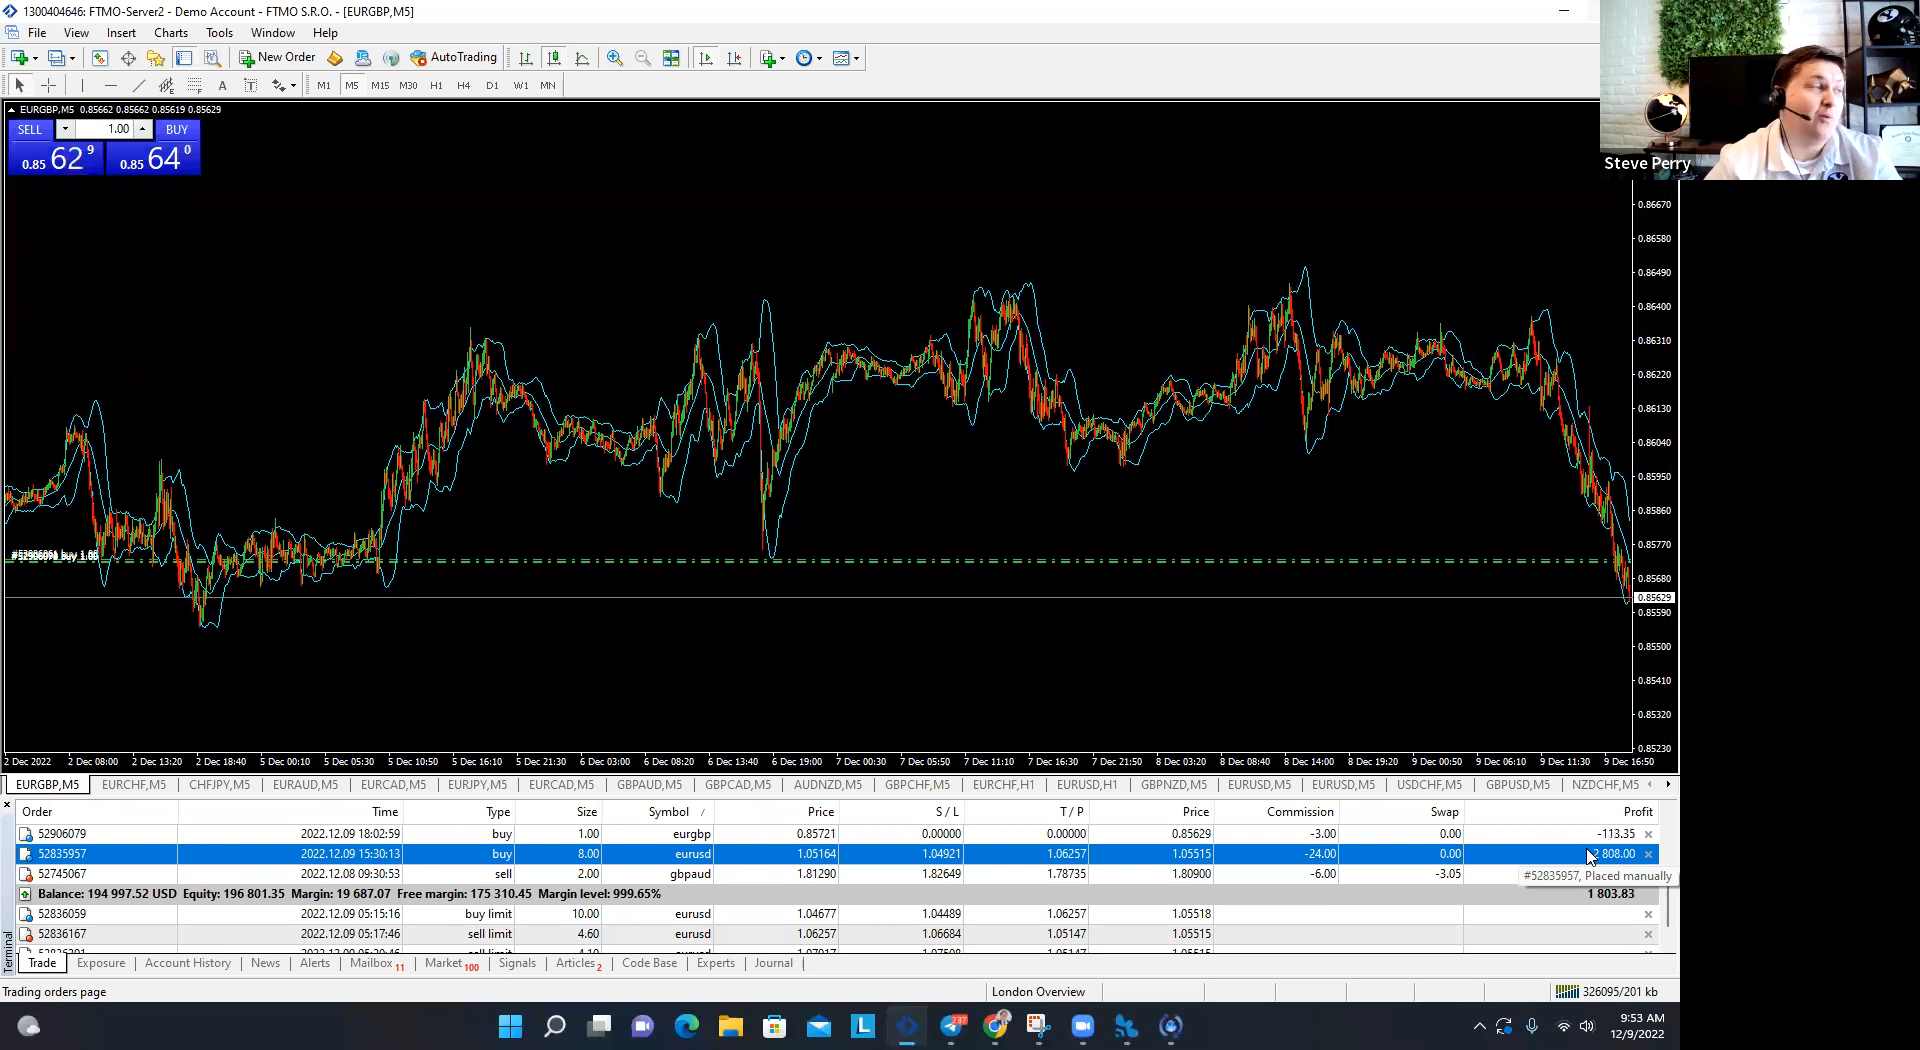 1300404646: FTMO-Server2 - Demo Account - FTMO S.R.O. - [EURGBP,M5]
File View Insert Charts Tools Window Help
New Order AutoTrading
A T M1 M5 M15 M30 H1 H4 D1 W1 MN
EURGBP,M5 0.85662 0.85662 0.85619 0.85629
SELL 1.00 BUY
0.85 62 9 0.85 64 0
Steve Perry
0.86670
0.86580
0.86490
0.86400
0.86310
0.86220
0.86130
0.86040
0.85950
0.85860
0.85770
0.85680
0.85629
0.85590
0.85500
0.85410
0.85320
0.85230
buy 1.00
2 Dec 2022 2 Dec 08:00 2 Dec 13:20 2 Dec 18:40 5 Dec 00:10 5 Dec 05:30 5 Dec 10:50 5 Dec 16:10 5 Dec 21:30 6 Dec 03:00 6 Dec 08:20 6 Dec 13:40 6 Dec 19:00 7 Dec 00:30 7 Dec 05:50 7 Dec 11:10 7 Dec 16:30 7 Dec 21:50 8 Dec 03:20 8 Dec 08:40 8 Dec 14:00 8 Dec 19:20 9 Dec 00:50 9 Dec 11:30 9 Dec 16:50
EURGBP,M5 EURCHF,M5 CHFJPY,M5 EURAUD,M5 EURCAD,M5 EURJPY,M5 EURCAD,M5 GBPAUD,M5 GBPCAD,M5 AUDNZD,M5 GBPCHF,M5 EURCHF,H1 EURUSD,H1 GBPNZD,M5 EURUSD,M5 EURUSD,M5 USDCHF,M5 GBPUSD,M5 NZDCHF,M5
Order Time Type Size Symbol / Price S / L T / P Price Commission Swap Profit
52906079 2022.12.09 18:02:59 buy 1.00 eurgbp 0.85721 0.00000 0.00000 0.85629 -3.00 0.00 -113.35
52835957 2022.12.09 15:30:13 buy 8.00 eurusd 1.05164 1.04921 1.06257 1.05515 -24.00 0.00 2 808.00
52745067 2022.12.08 09:30:53 sell 2.00 gbpaud 1.81290 1.82649 1.78735 1.80900 -6.00 -3.05
#52835957, Placed manually
Balance: 194 997.52 USD Equity: 196 801.35 Margin: 19 687.07 Free margin: 175 310.45 Margin level: 999.65% 1 803.83
52836059 2022.12.09 05:15:16 buy limit 10.00 eurusd 1.04677 1.04489 1.06257 1.05518
52836167 2022.12.09 05:17:46 sell limit 4.60 eurusd 1.06257 1.06684 1.05147 1.05515
Terminal
Trade Exposure Account History News Alerts Mailbox 11 Market 100 Signals Articles 2 Code Base Experts Journal
Trading orders page London Overview 326095/201 kb
L 237
9:53 AM
12/9/2022